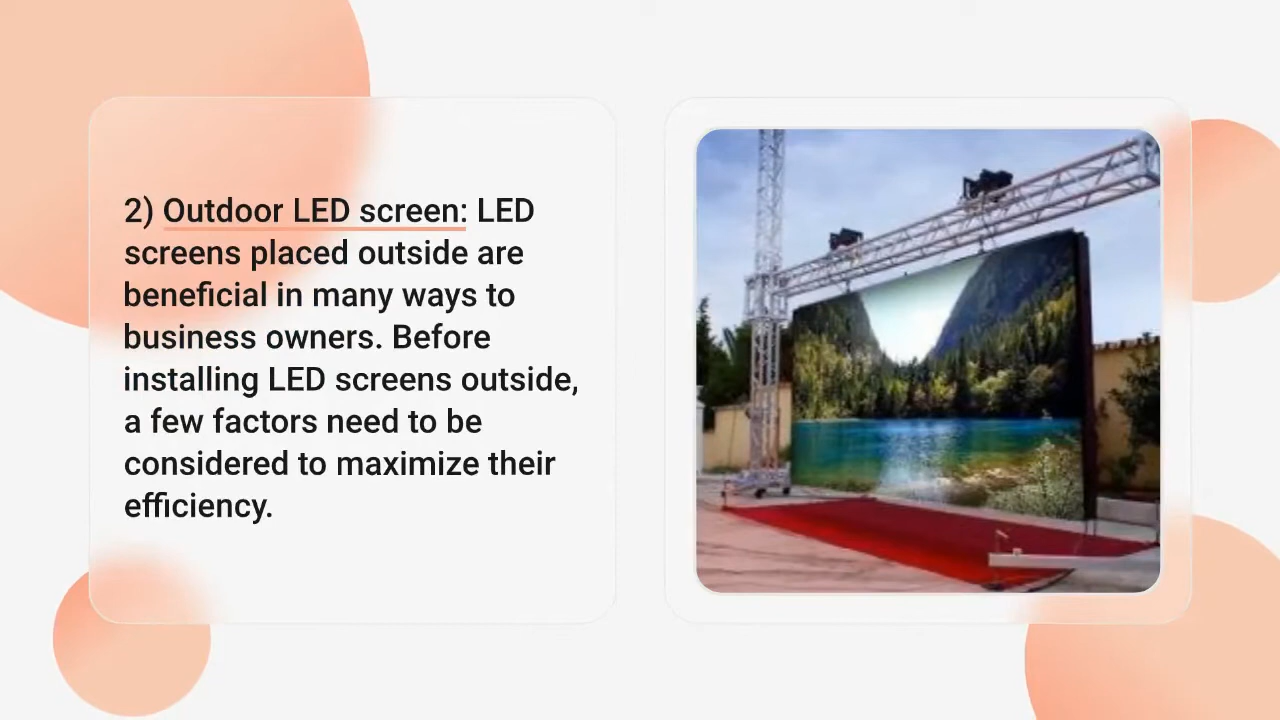 2) Outdoor LED screen: LED
screens placed outside are
beneficial in many ways to
business owners. Before
installing LED screens outside,
a few factors need to be
considered to maximize their
efficiency.